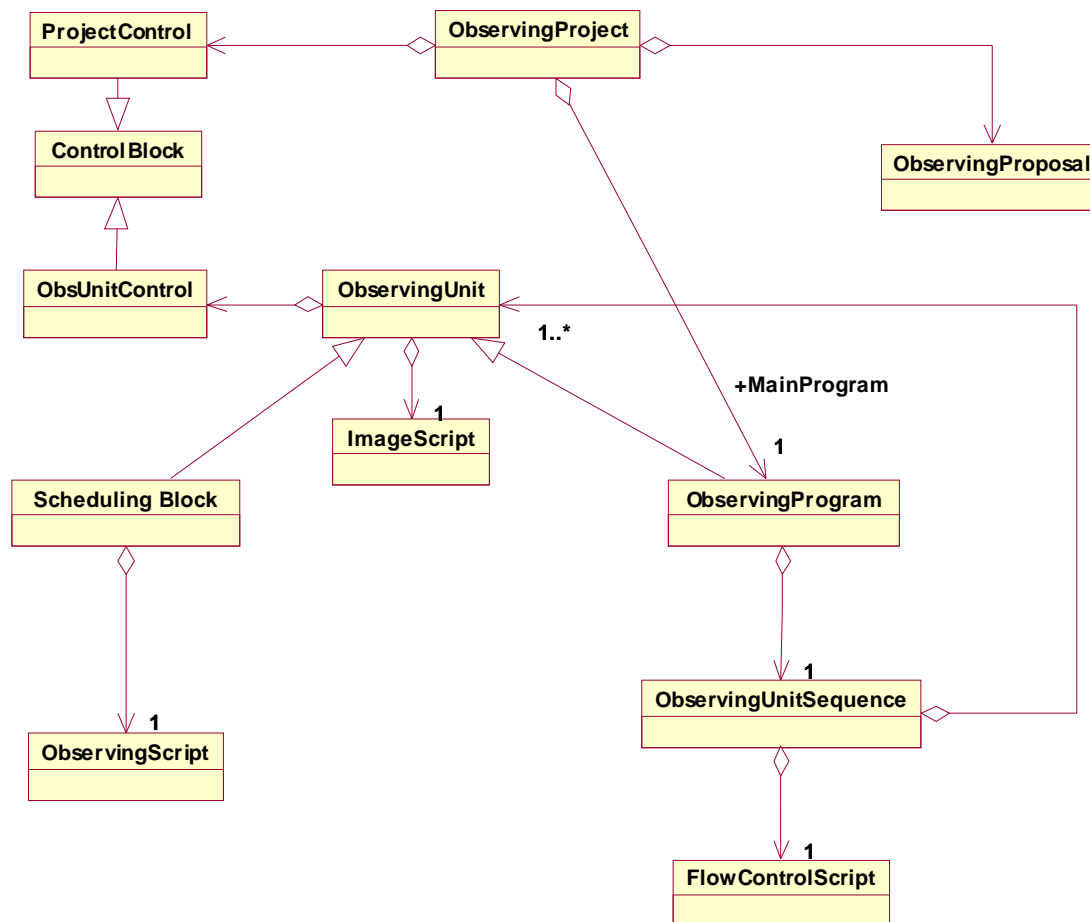 ProjectControl
ObservingProject
ControlBlock
ObservingProposal
ObsUnitControl
ObservingUnit
1..*
+MainProgram
1
ImageScript
1
Scheduling Block
ObservingProgram
1
ObservingUnitSequence
1
ObservingScript
1
FlowControlScript